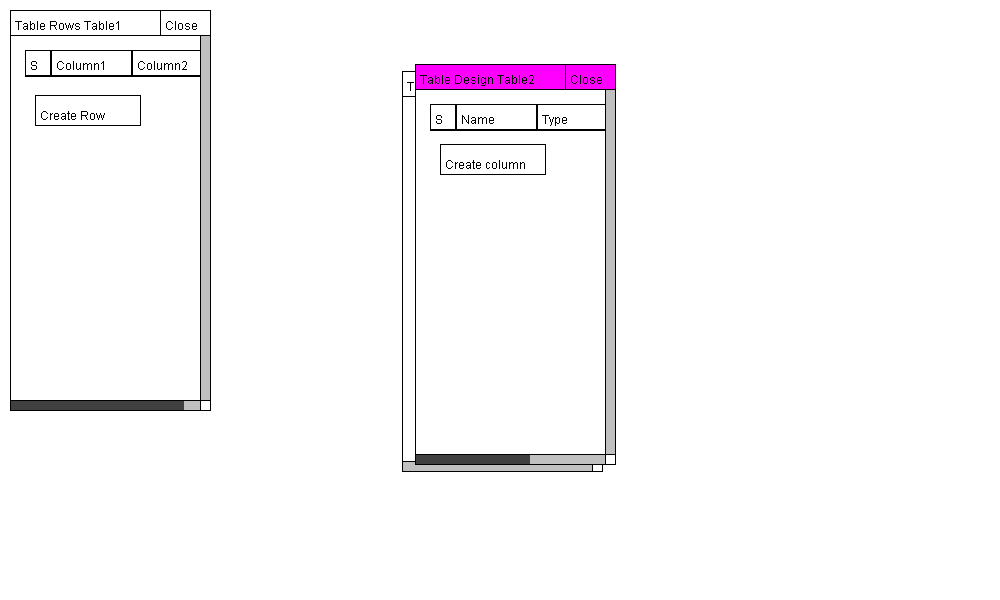 Table Rows Table1 Close
S Column1 Column2
Create Row
T
Table Design Table2 Close
S Name Type
Create column